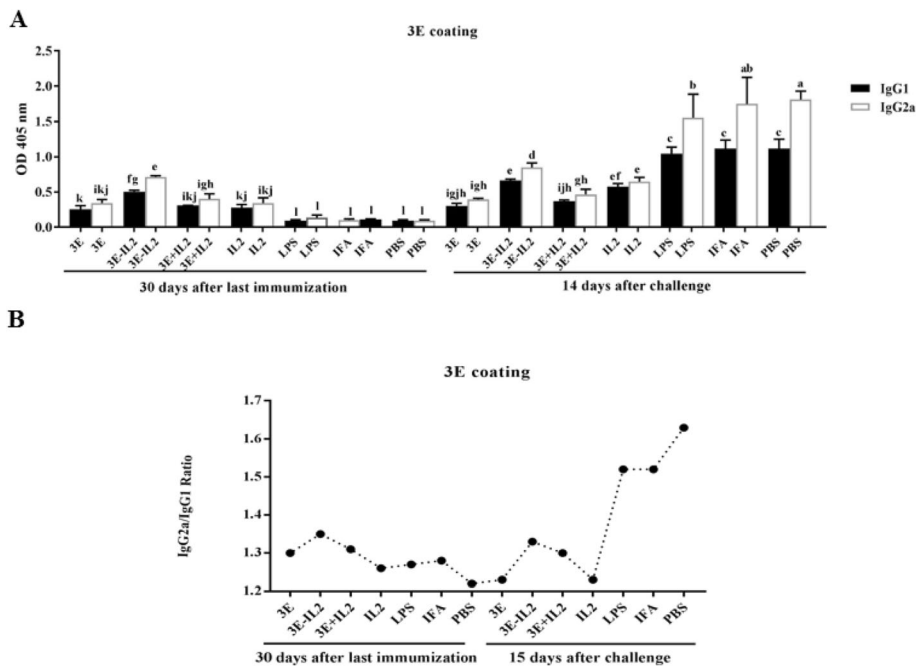 A
3E coating
OD 405 nm
2.5
2.0
1.5
1.0
0.5
0.0
k ikj fg e ikj igh kj ikj l l l l l l igjh igh e d ijh gh ef e c b c ab c a
IgG1
IgG2a
3E 3E 3E-IL2 3E-IL2 3E+IL2 3E+IL2 IL2 IL2 LPS LPS IFA IFA PBS PBS 3E 3E 3E-IL2 3E-IL2 3E+IL2 3E+IL2 IL2 IL2 LPS LPS IFA IFA PBS PBS
30 days after last immumization 14 days after challenge
B
3E coating
IgG2a/IgG1 Ratio
1.7
1.6
1.5
1.4
1.3
1.2
3E 3E-IL2 3E+IL2 IL2 LPS IFA PBS 3E 3E-IL2 3E+IL2 IL2 LPS IFA PBS
30 days after last immumization 15 days after challenge